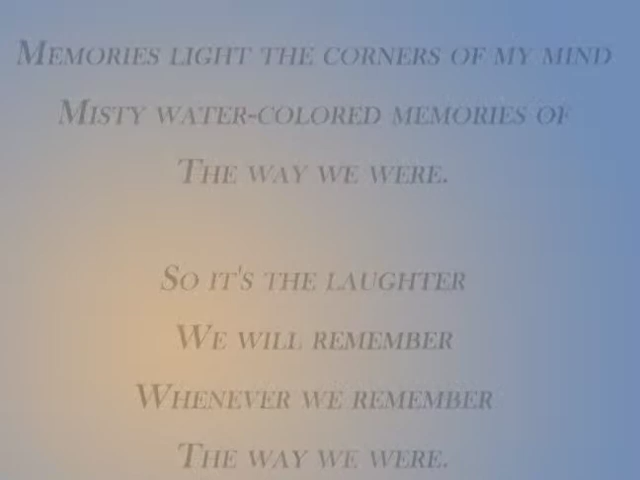 Memories light the corners of my mind
Misty water-colored memories of
The way we were.
So it's the laughter
We will remember
Whenever we remember
The way we were.